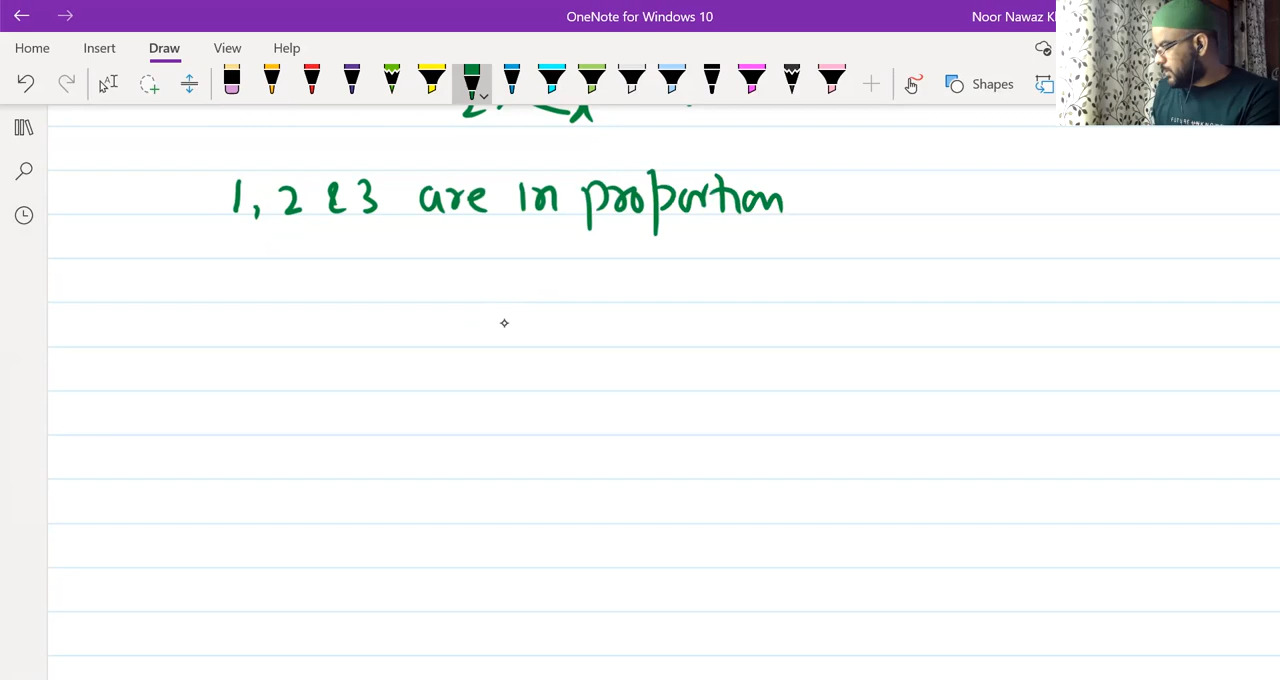 OneNote for Windows 10
Noor Nawaz
Home Insert Draw View Help
Shapes
1, 2 & 3 are in proportion